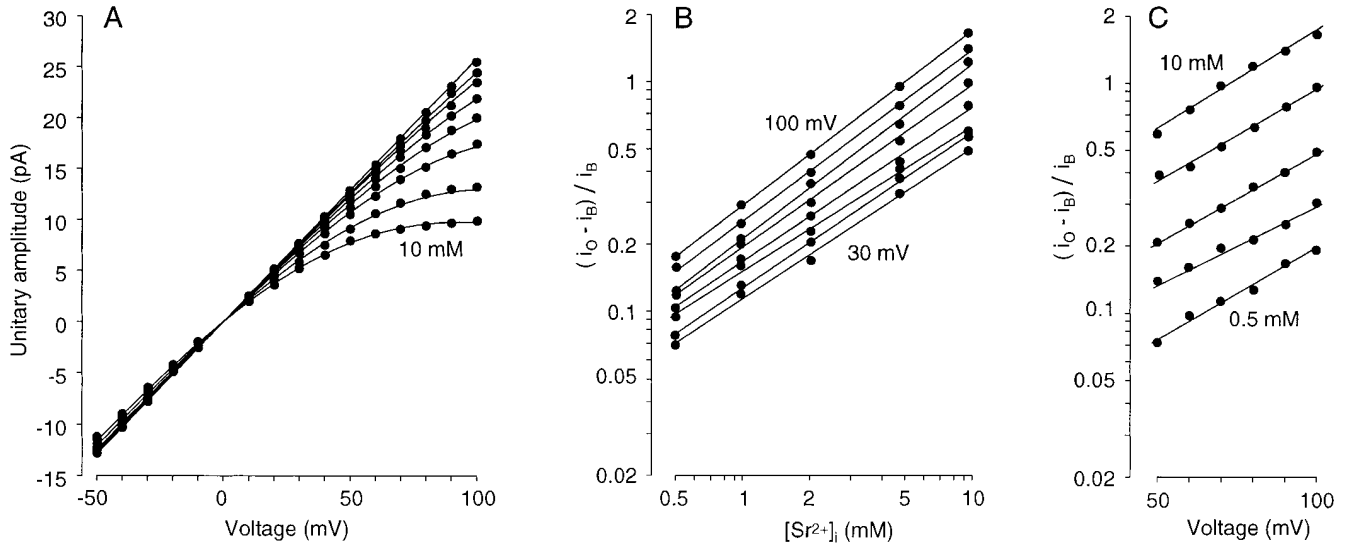 A
Unitary amplitude (pA)
30
25
20
15
10
5
0
-5
-10
-15
10 mM
-50
0
50
100
Voltage (mV)
B
( iO - iB ) / iB
2
1
0.5
0.2
0.1
0.05
0.02
100 mV
30 mV
0.5
1
2
5
10
[Sr2+]i (mM)
C
( iO - iB ) / iB
2
1
0.5
0.2
0.1
0.05
0.02
10 mM
0.5 mM
50
100
Voltage (mV)